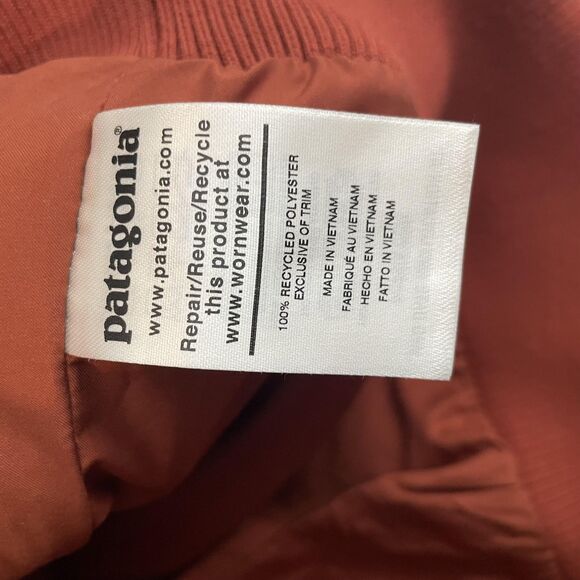 patagonia®
www.patagonia.com
Repair/Reuse/Recycle
this product at
www.wornwear.com
100% RECYCLED POLYESTER
EXCLUSIVE OF TRIM
MADE IN VIETNAM
FABRIQUÉ AU VIETNAM
HECHO EN VIETNAM
FATTO IN VIETNAM